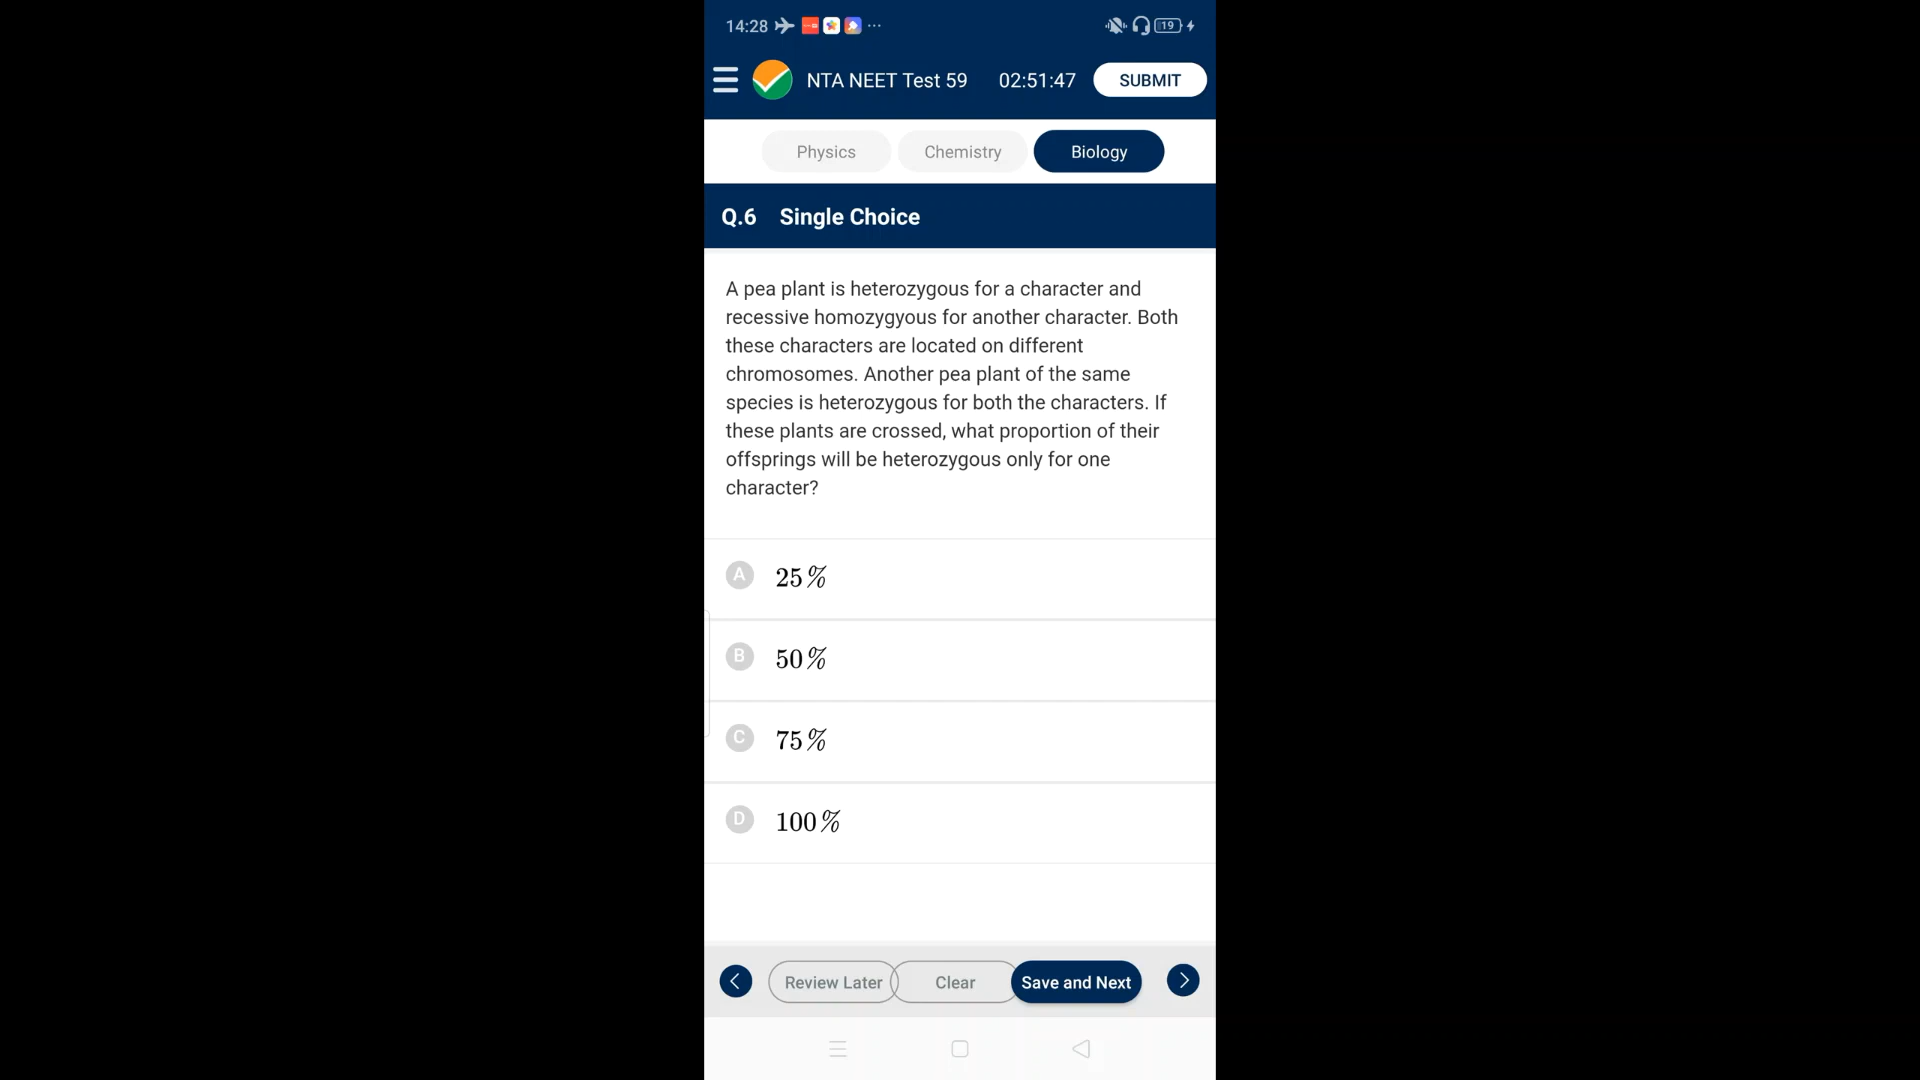 14:28
19
NTA NEET Test 59 02:51:47 SUBMIT
Physics Chemistry Biology
Q.6 Single Choice
A pea plant is heterozygous for a character and
recessive homozygyous for another character. Both
these characters are located on different
chromosomes. Another pea plant of the same
species is heterozygous for both the characters. If
these plants are crossed, what proportion of their
offsprings will be heterozygous only for one
character?
A 25%
B 50%
C 75%
D 100%
Review Later Clear Save and Next